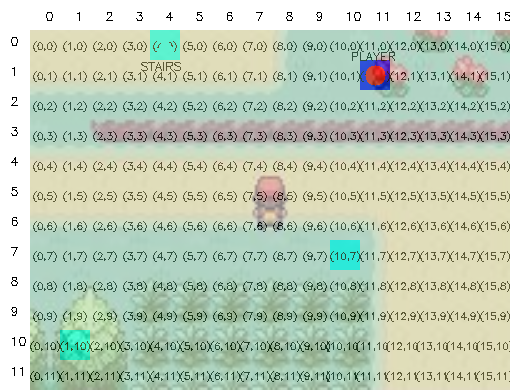 0 1 2 3 4 5 6 7 8 9 10 11 12 13 14 15
0 (0,0) (1,0) (2,0) (3,0) (5,0) (6,0) (7,0) (8,0) (9,0) (10,0) (11,0) (12,0) (13,0) (14,0) (15,0)
STAIRS PLAYER
1 (0,1) (1,1) (2,1) (3,1) (4,1) (5,1) (6,1) (7,1) (8,1) (9,1) (10,1) (12,1) (13,1) (14,1) (15,1)
2 (0,2) (1,2) (2,2) (3,2) (4,2) (5,2) (6,2) (7,2) (8,2) (9,2) (10,2) (11,2) (12,2) (13,2) (14,2) (15,2)
3 (0,3) (1,3) (2,3) (3,3) (4,3) (5,3) (6,3) (7,3) (8,3) (9,3) (10,3) (11,3) (12,3) (13,3) (14,3) (15,3)
4 (0,4) (1,4) (2,4) (3,4) (4,4) (5,4) (6,4) (7,4) (8,4) (9,4) (10,4) (11,4) (12,4) (13,4) (14,4) (15,4)
5 (0,5) (1,5) (2,5) (3,5) (4,5) (5,5) (6,5) (7,5) (8,5) (9,5) (10,5) (11,5) (12,5) (13,5) (14,5) (15,5)
6 (0,6) (1,6) (2,6) (3,6) (4,6) (5,6) (6,6) (7,6) (8,6) (9,6) (10,6) (11,6) (12,6) (13,6) (14,6) (15,6)
7 (0,7) (1,7) (2,7) (3,7) (4,7) (5,7) (6,7) (7,7) (8,7) (9,7) (10,7) (11,7) (12,7) (13,7) (14,7) (15,7)
8 (0,8) (1,8) (2,8) (3,8) (4,8) (5,8) (6,8) (7,8) (8,8) (9,8) (10,8) (11,8) (12,8) (13,8) (14,8) (15,8)
9 (0,9) (1,9) (2,9) (3,9) (4,9) (5,9) (6,9) (7,9) (8,9) (9,9) (10,9) (11,9) (12,9) (13,9) (14,9) (15,9)
10 (0,10) (1,10) (2,10) (3,10) (4,10) (5,10) (6,10) (7,10) (8,10) (9,10) (10,10) (11,10) (12,10) (13,10) (14,10) (15,10)
11 (0,11) (1,11) (2,11) (3,11) (4,11) (5,11) (6,11) (7,11) (8,11) (9,11) (10,11) (11,11) (12,11) (13,11) (14,11) (15,11)